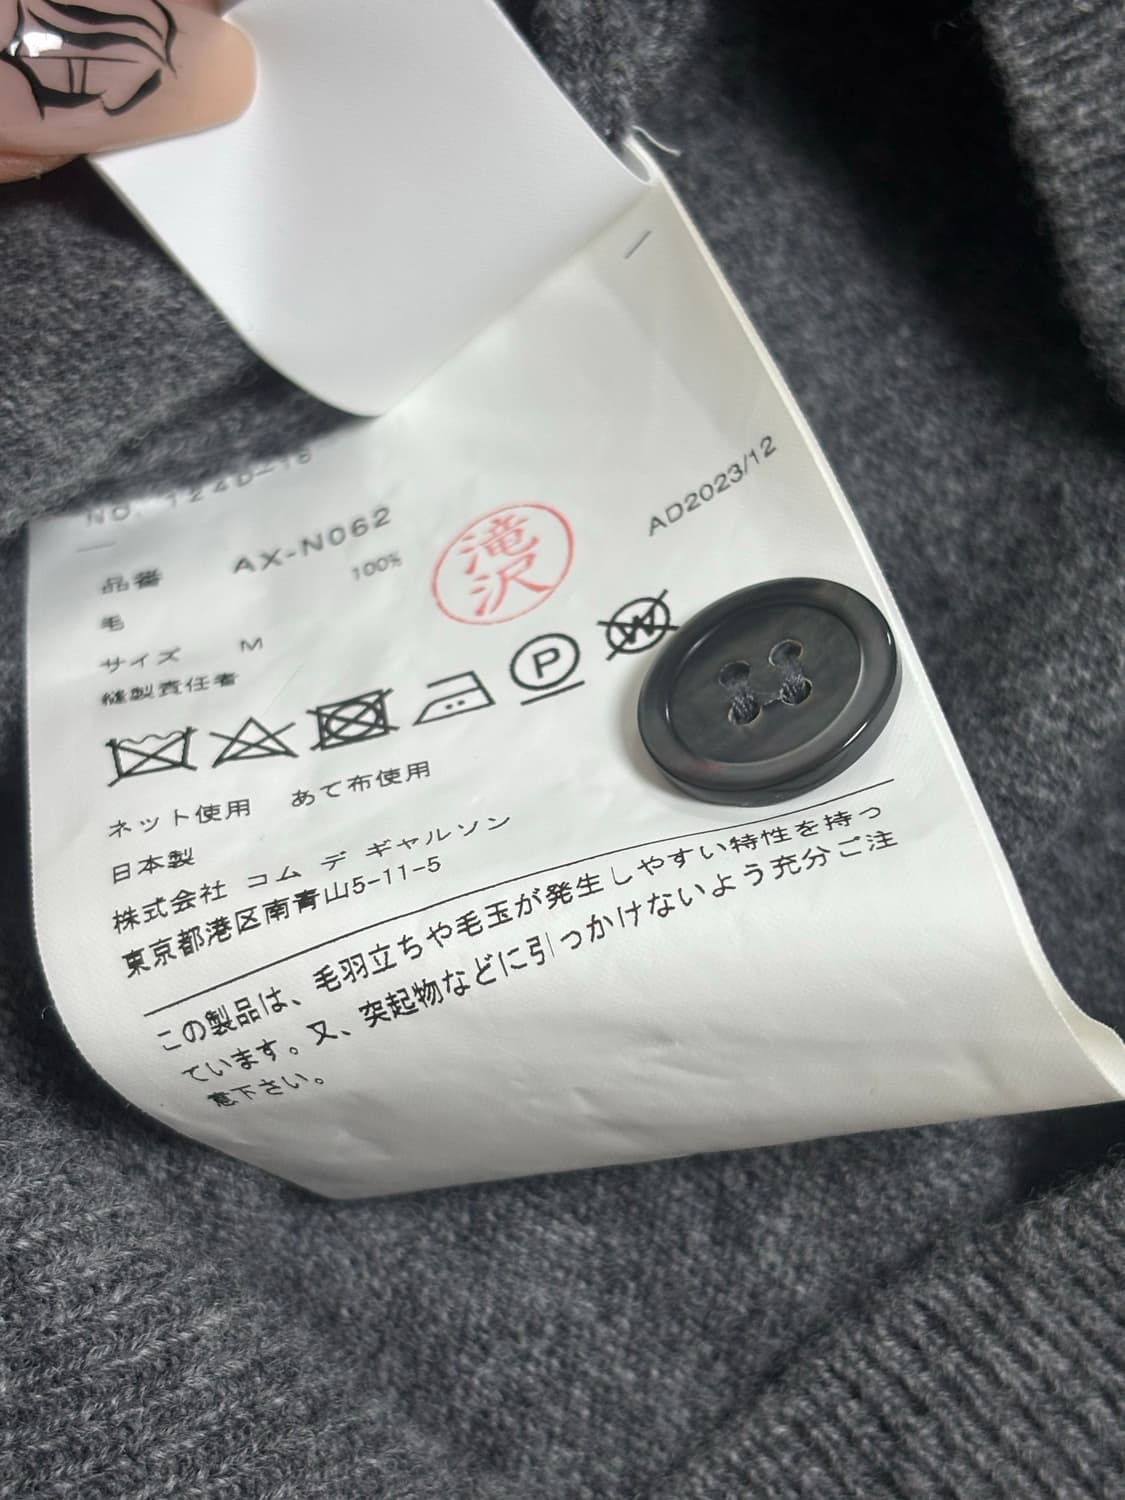 NO. 124D-18
品番 AX-N062 AD2023/12
毛 100%
滝沢
サイズ M
縫製責任者
P
W
ネット使用 あて布使用
日本製
株式会社 コム デ ギャルソン
東京都港区南青山5-11-5
この製品は、毛羽立ちや毛玉が発生しやすい特性を持っ
ています。又、突起物などに引っかけないよう充分ご注
意下さい。